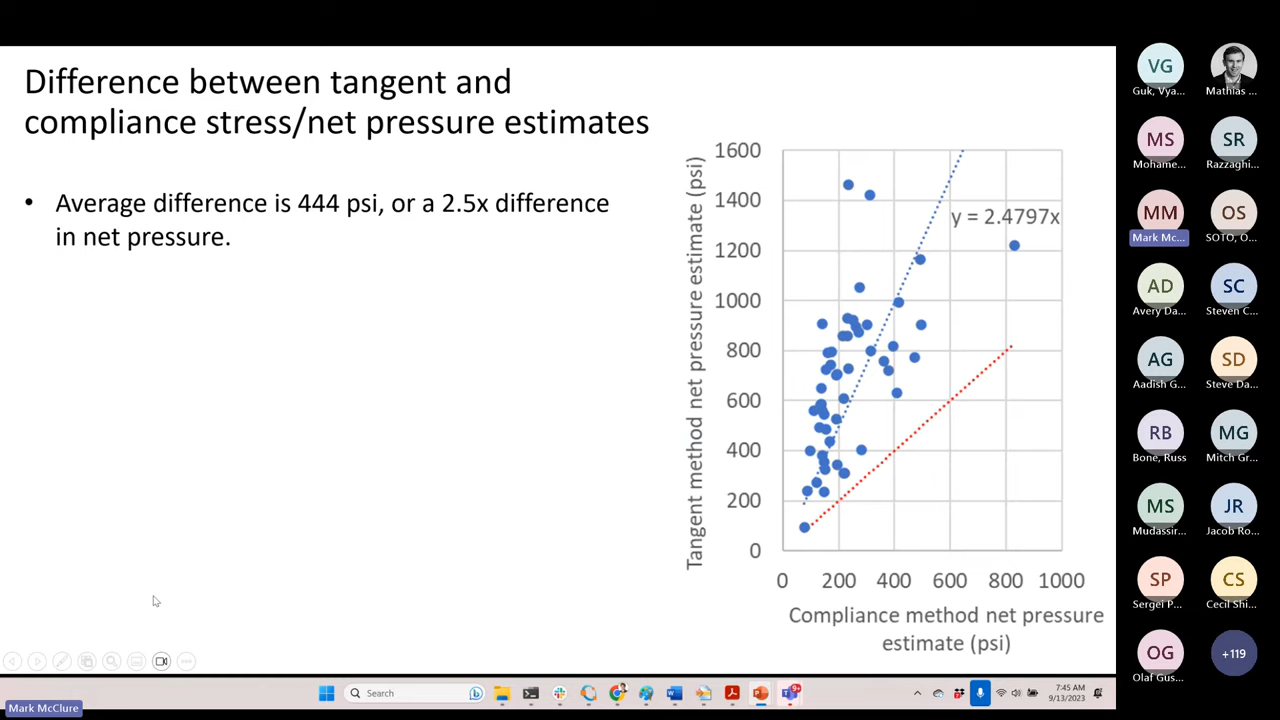 Difference between tangent and
compliance stress/net pressure estimates
• Average difference is 444 psi, or a 2.5x difference
in net pressure.
Tangent method net pressure estimate (psi)
1600
1400
1200
1000
800
600
400
200
0
y = 2.4797x
0 200 400 600 800 1000
Compliance method net pressure
estimate (psi)
VG
Guk, Vya...
Mathias ...
MS
Mohame...
SR
Razzaghi...
MM
Mark Mc...
OS
SOTO, O...
AD
Avery Da...
SC
Steven C...
AG
Aadish G...
SD
Steve Da...
RB
Bone, Russ
MG
Mitch Gr...
MS
Mudassir...
JR
Jacob Ro...
SP
Sergei P...
CS
Cecil Shi...
OG
Olaf Gus...
+119
Search
7:45 AM
9/13/2023
Mark McClure